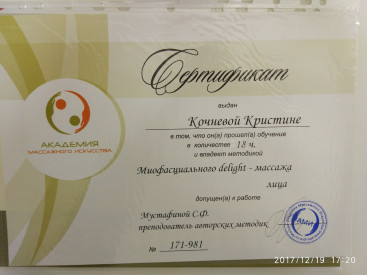 Сертификат
выдан
Кочневой Кристине
в том, что он(а) прошел(а) обучение
в количестве 18 ч.
и владеет методикой
Миофасциального delight - массажа
лица
допущен(а) к работе
Мустафиной С.Ф.
преподаватель авторских методик
№ 171-981
АКАДЕМИЯ
МАССАЖНОГО ИСКУССТВА
АМИ
2017/12/19 17:20